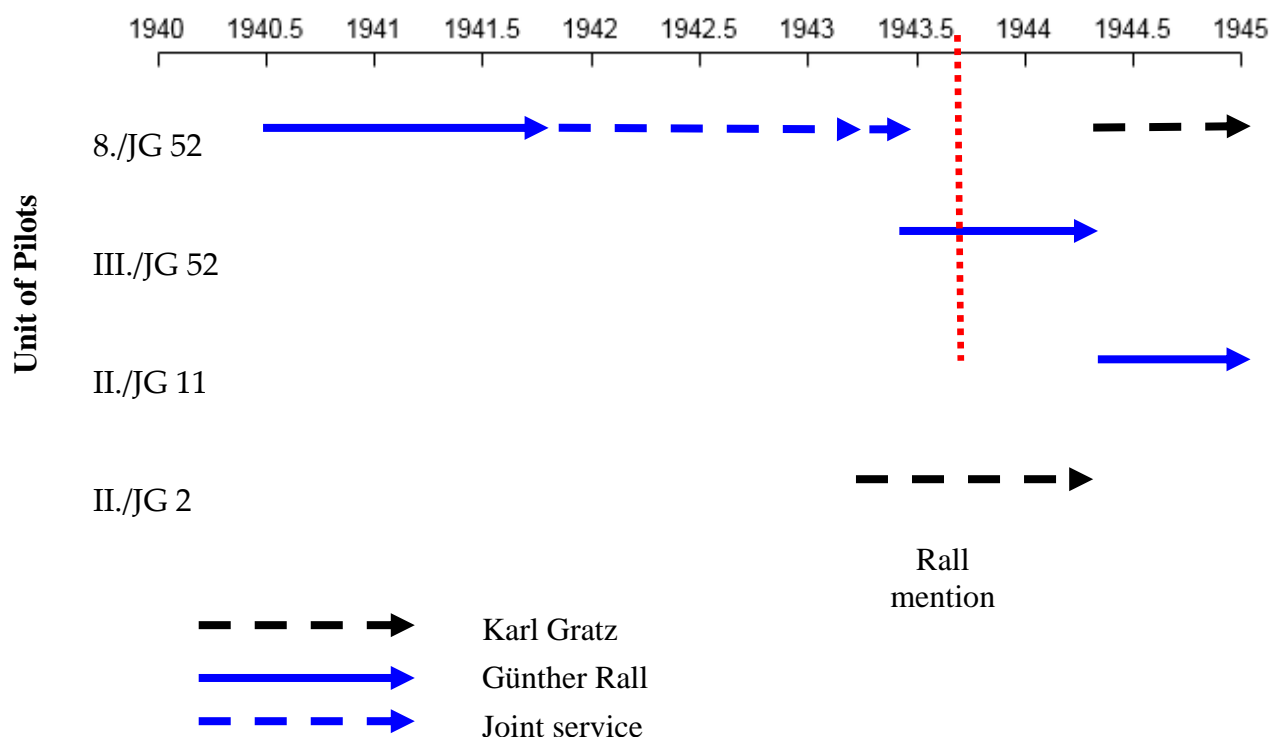 1940 1940.5 1941 1941.5 1942 1942.5 1943 1943.5 1944 1944.5 1945
Unit of Pilots
8./JG 52
III./JG 52
II./JG 11
II./JG 2
Rall
mention
Karl Gratz
Günther Rall
Joint service